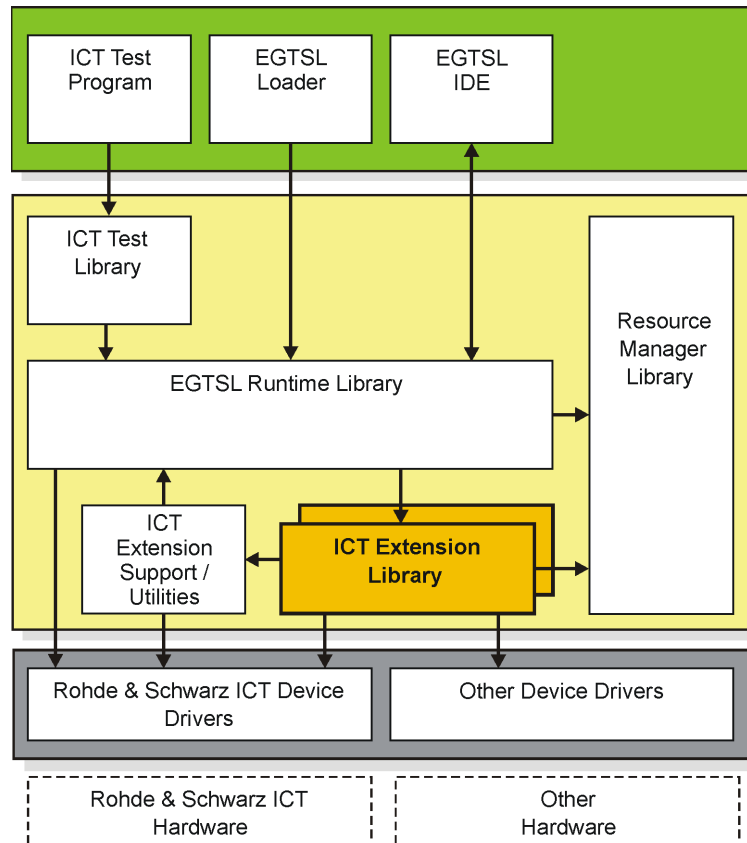 ICT Test
Program
EGTSL
Loader
EGTSL
IDE
ICT Test
Library
Resource
Manager
Library
EGTSL Runtime Library
ICT
Extension
Support /
Utilities
ICT Extension
Library
Rohde & Schwarz ICT Device
Drivers
Other Device Drivers
Rohde & Schwarz ICT
Hardware
Other
Hardware